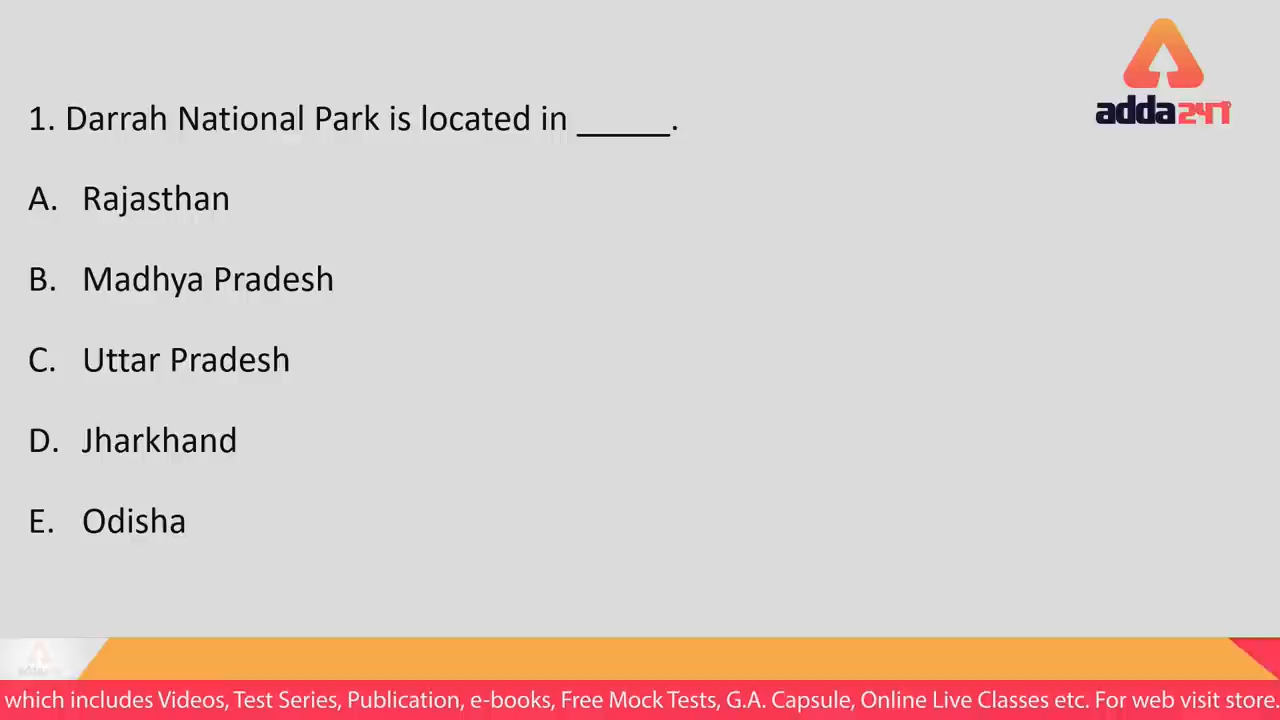 adda247
1. Darrah National Park is located in _____.
A. Rajasthan
B. Madhya Pradesh
C. Uttar Pradesh
D. Jharkhand
E. Odisha
which includes Videos, Test Series, Publication, e-books, Free Mock Tests, G.A. Capsule, Online Live Classes etc. For web visit store.